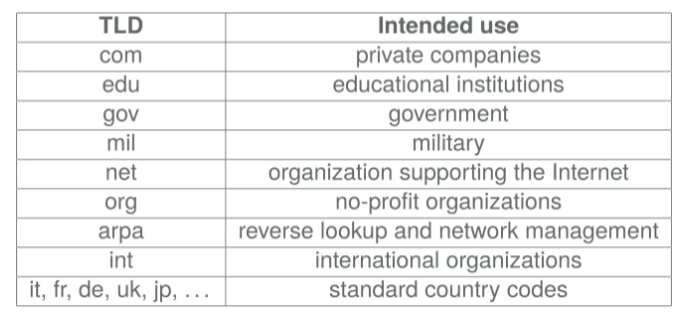 TLD Intended use
com private companies
edu educational institutions
gov government
mil military
net organization supporting the Internet
org no-profit organizations
arpa reverse lookup and network management
int international organizations
it, fr, de, uk, jp, ... standard country codes